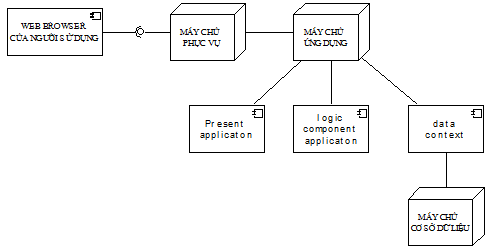 WEB BROWSER
CỦA NGƯỜI SỬ DỤNG
MÁY CHỦ
PHỤC VỤ
MÁY CHỦ
ỨNG DỤNG
Present
applicaton
logic
component
applicaton
data
context
MÁY CHỦ
CƠ SỞ DỮ LIỆU